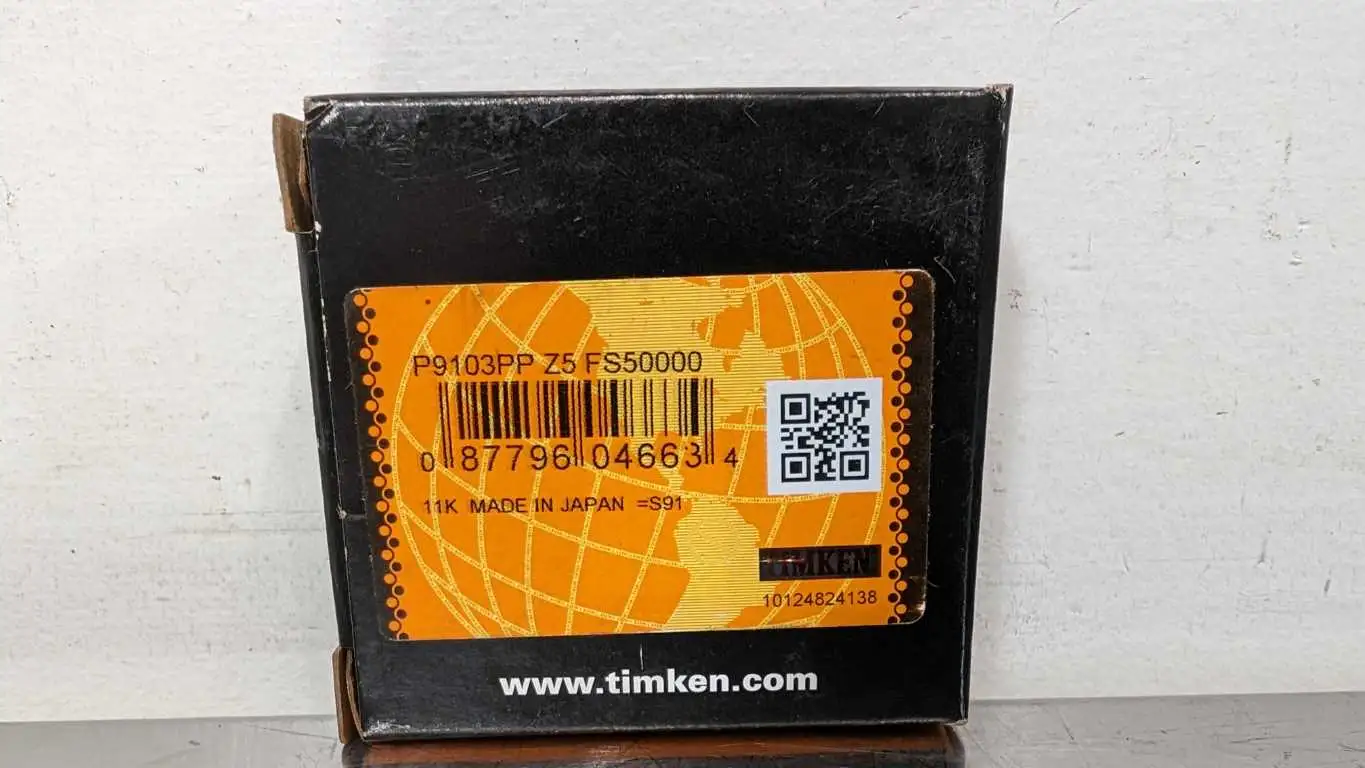 P9103PP Z5 FS50000
0 87796 04663 4
11K MADE IN JAPAN =S91
TIMKEN
10124824138
www.timken.com